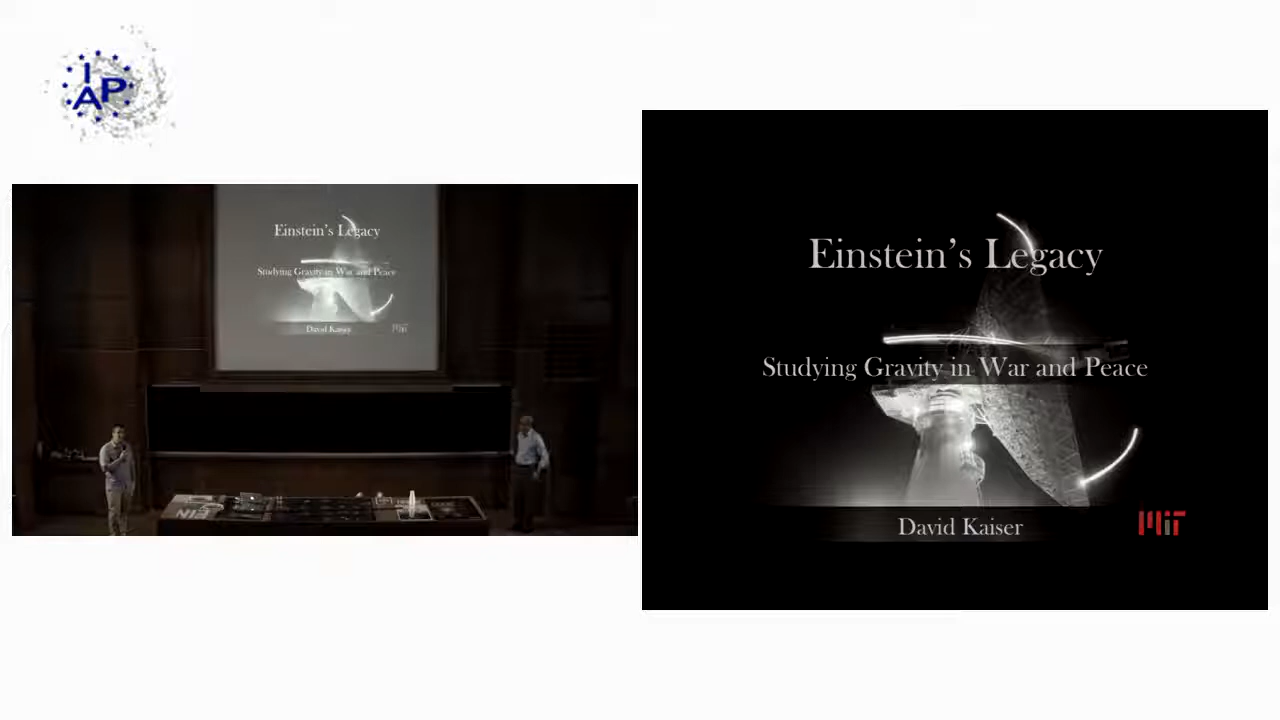 IAP
Einstein's Legacy
Studying Gravity in War and Peace
David Kaiser
MIT
Einstein's Legacy
Studying Gravity in War and Peace
David Kaiser
MIT